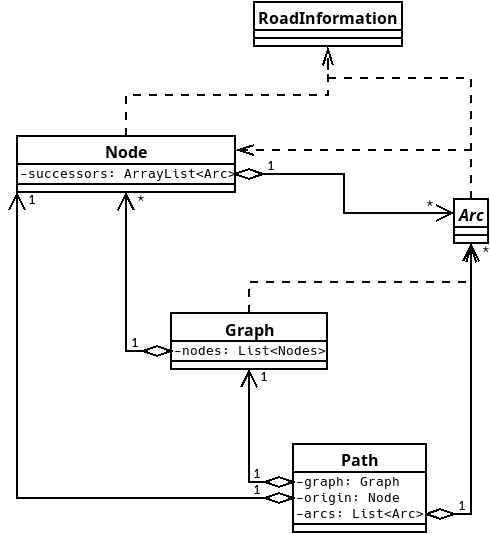 RoadInformation
Node
-successors: ArrayList<Arc>
1
1
*
*
Arc
*
Graph
-nodes: List<Nodes>
1
1
Path
-graph: Graph
-origin: Node
-arcs: List<Arc>
1
1
1